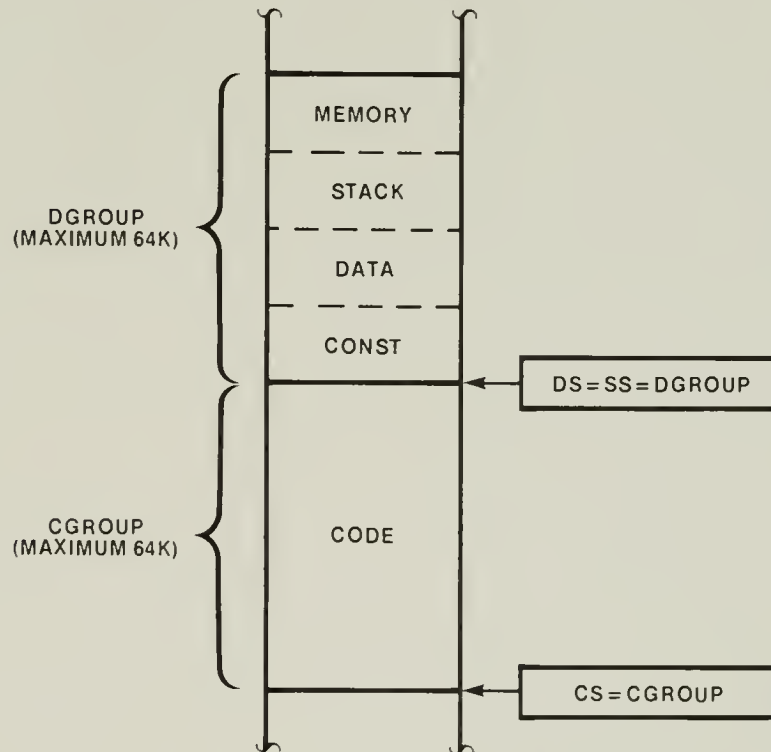 MEMORY
STACK
DGROUP
(MAXIMUM 64K)
DATA
CONST
DS=SS=DGROUP
CGROUP
(MAXIMUM 64K)
CODE
CS=CGROUP